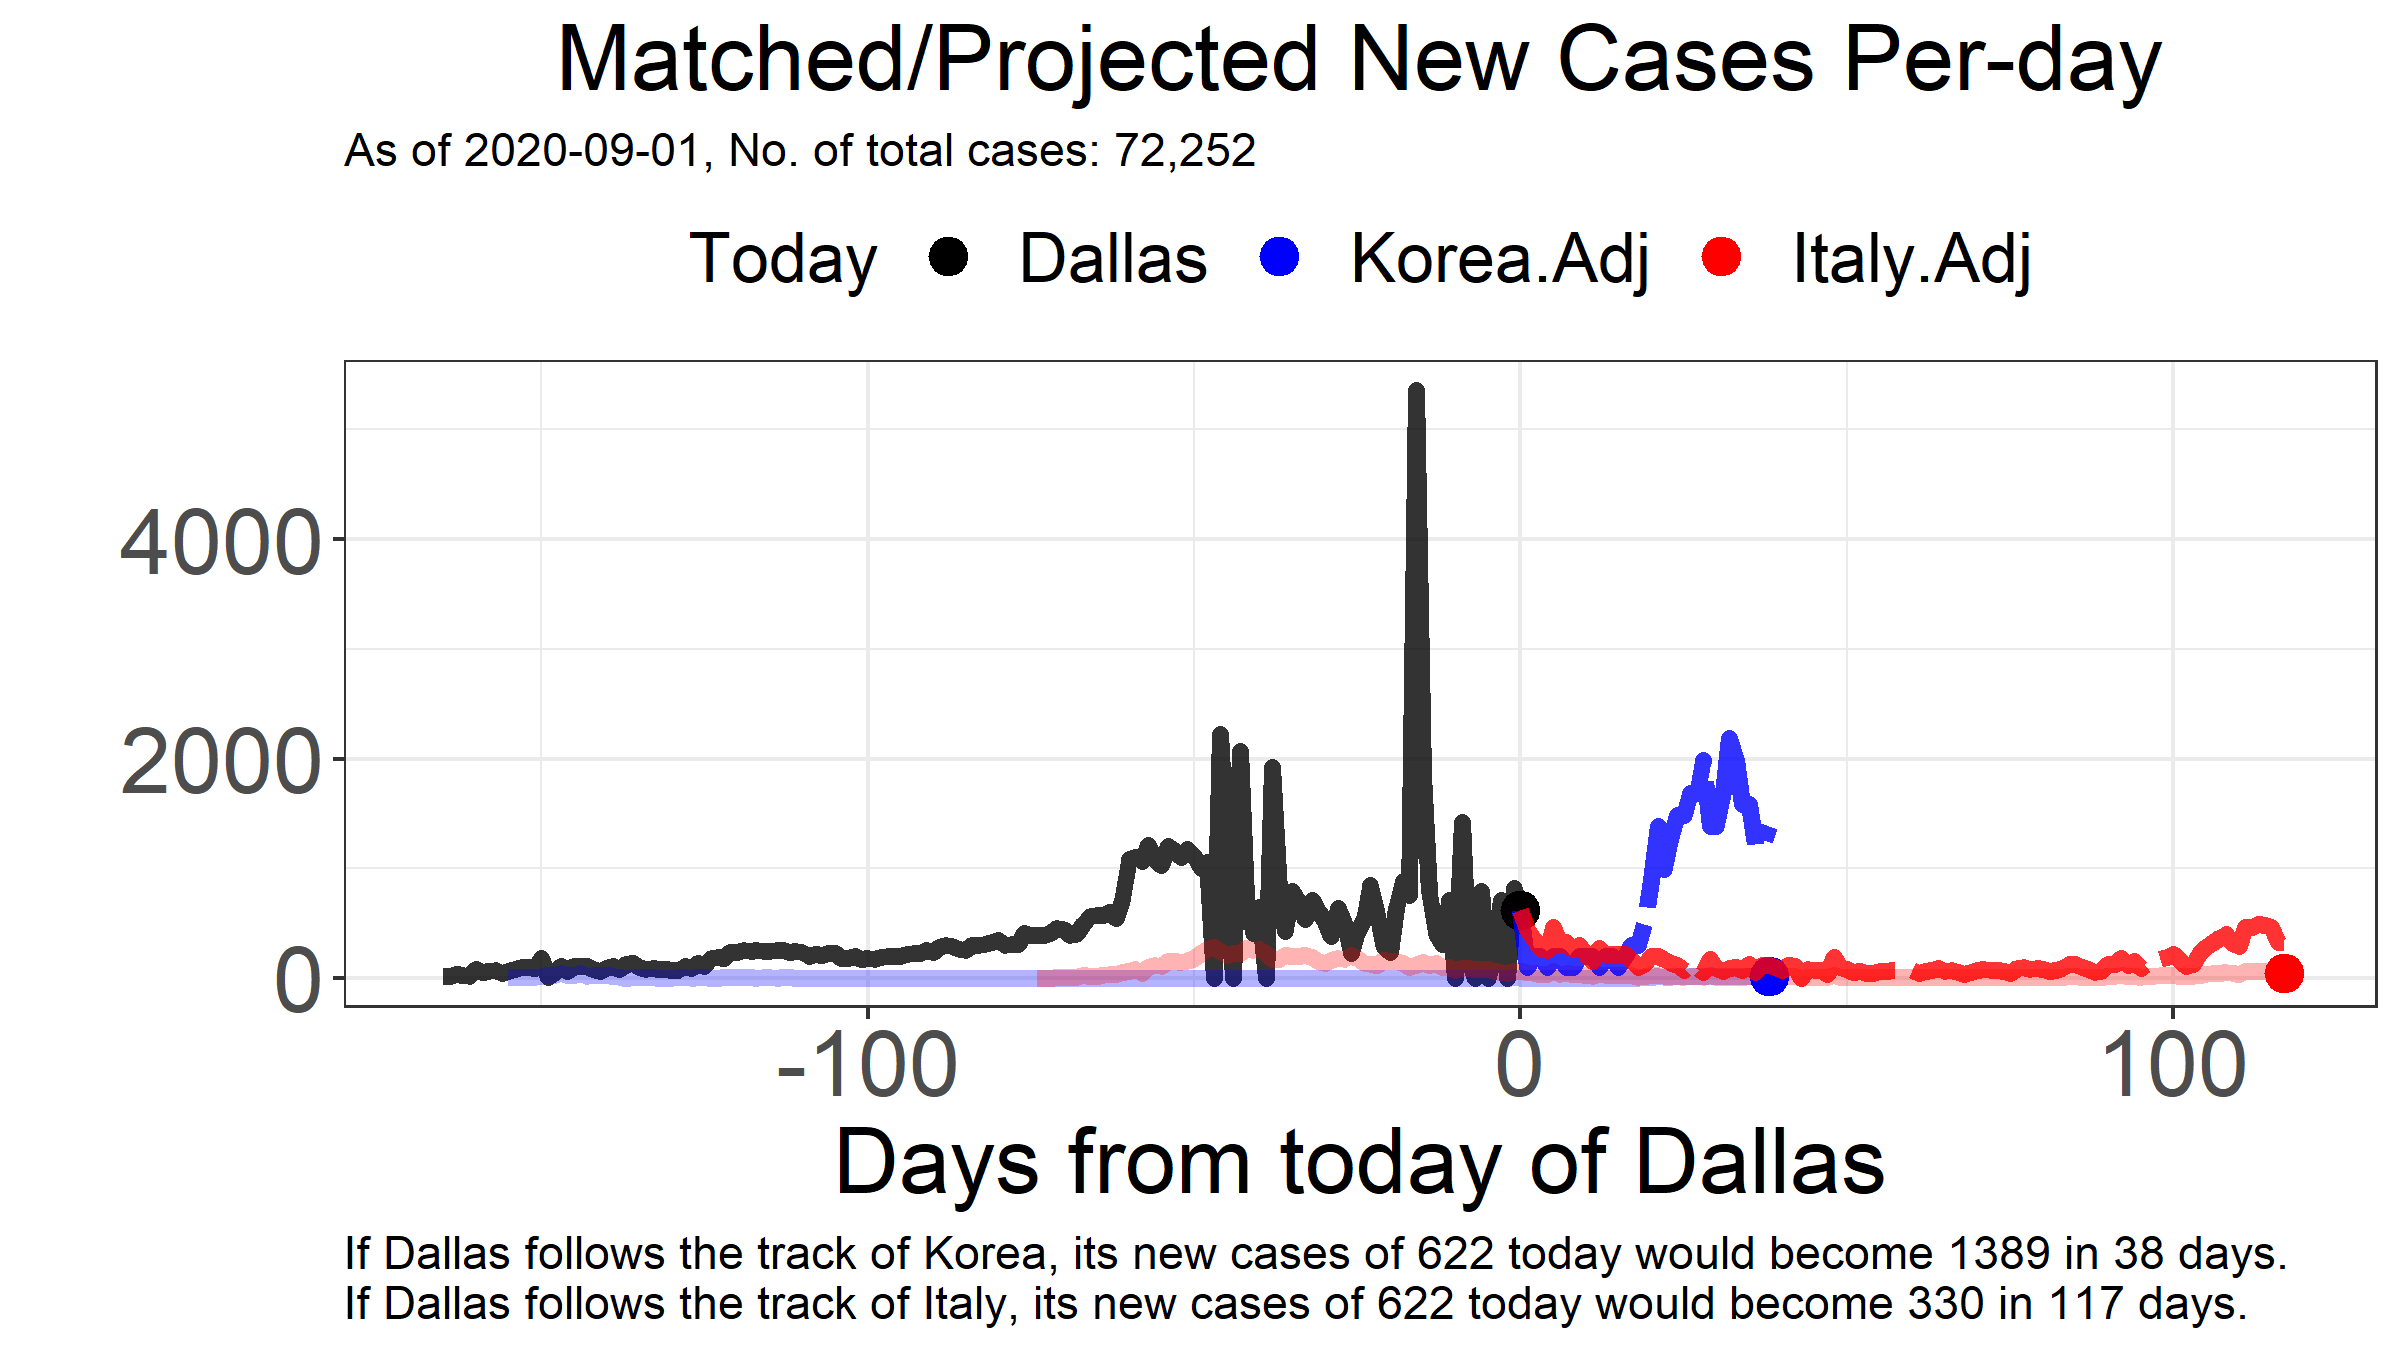 Matched/Projected New Cases Per-day
As of 2020-09-01, No. of total cases: 72,252
Today Dallas Korea.Adj Italy.Adj
4000
2000
0
-100 0 100
Days from today of Dallas
If Dallas follows the track of Korea, its new cases of 622 today would become 1389 in 38 days.
If Dallas follows the track of Italy, its new cases of 622 today would become 330 in 117 days.